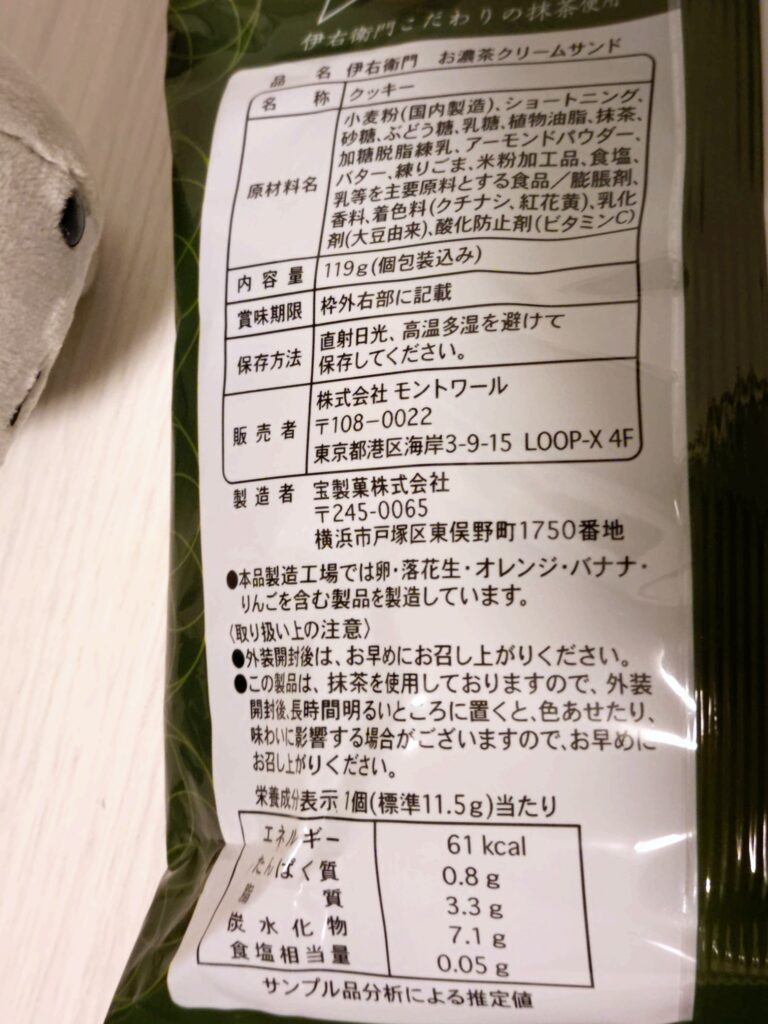 伊右衛門こだわりの抹茶使用
品名 伊右衛門 お濃茶クリームサンド
名称 クッキー
原材料名 小麦粉(国内製造)、ショートニング、
砂糖、ぶどう糖、乳糖、植物油脂、抹茶、
加糖脱脂練乳、アーモンドパウダー、
バター、練りごま、米粉加工品、食塩、
乳等を主要原料とする食品/膨脹剤、
香料、着色料(クチナシ、紅花黄)、乳化
剤(大豆由来)、酸化防止剤(ビタミンC)
内容量 119g(個包装込み)
賞味期限 枠外右部に記載
保存方法 直射日光、高温多湿を避けて
保存してください。
販売者 株式会社 モントワール
〒108-0022
東京都港区海岸3-9-15 LOOP-X 4F
製造者 宝製菓株式会社
〒245-0065
横浜市戸塚区東俣野町1750番地
●本品製造工場では卵・落花生・オレンジ・バナナ・
りんごを含む製品を製造しています。
〈取り扱い上の注意〉
●外装開封後は、お早めにお召し上がりください。
●この製品は、抹茶を使用しておりますので、外装
開封後、長時間明るいところに置くと、色あせたり、
味わいに影響する場合がございますので、お早めに
お召し上がりください。
栄養成分表示 1個(標準11.5g)当たり
エネルギー 61 kcal
たんぱく質 0.8 g
脂質 3.3 g
炭水化物 7.1 g
食塩相当量 0.05 g
サンプル品分析による推定値